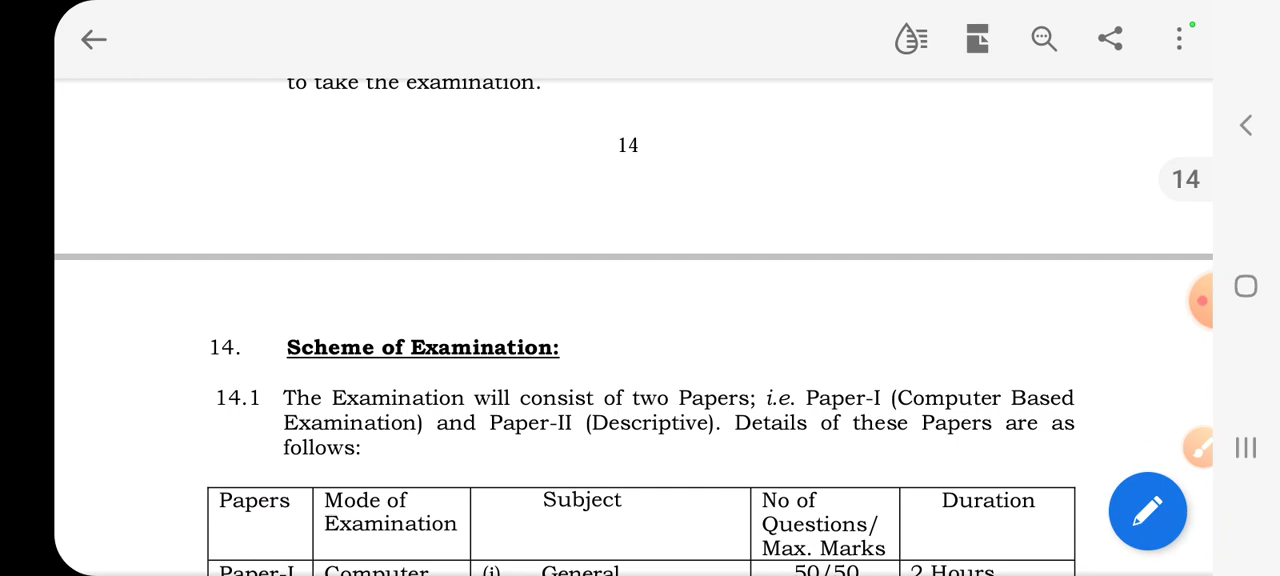 to take the examination.
14
14
14. Scheme of Examination:
14.1 The Examination will consist of two Papers; i.e. Paper-I (Computer Based
Examination) and Paper-II (Descriptive). Details of these Papers are as
follows:
Papers Mode of Examination Subject No of Questions/ Max. Marks Duration
Paper-I Computer (i) General 50/50 2 Hours